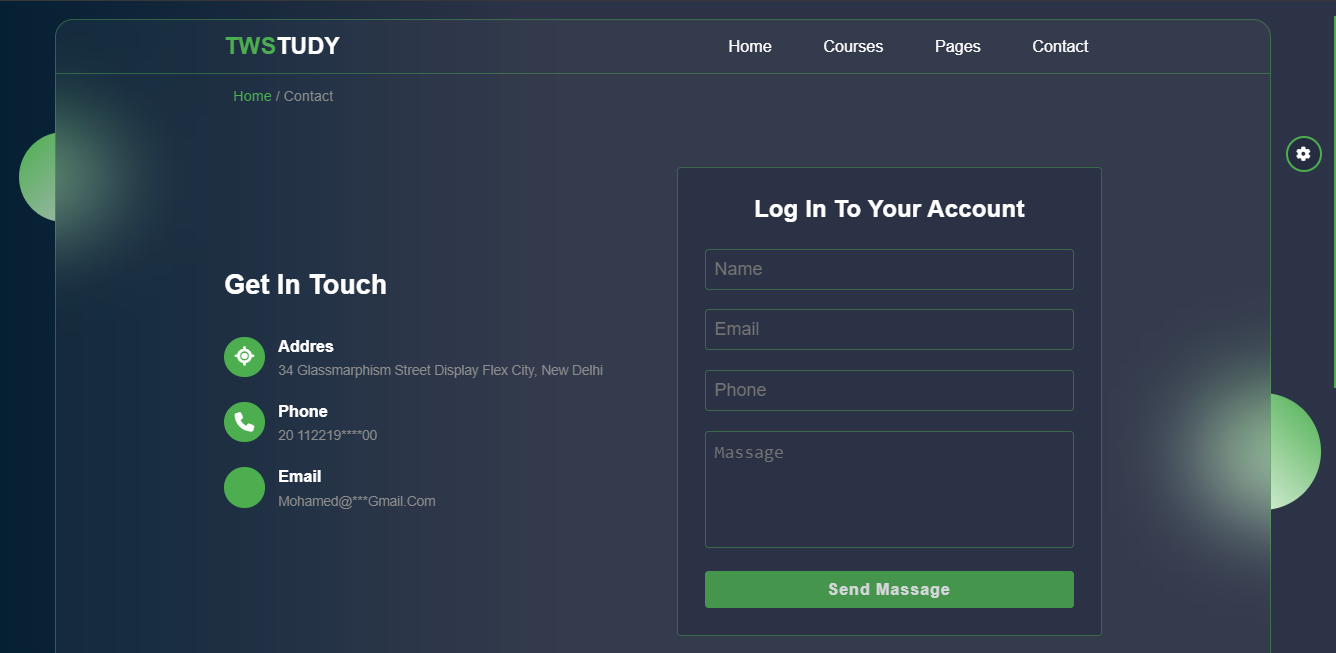 TWSTUDY
Home Courses Pages Contact
Home / Contact
Get In Touch
Addres
34 Glassmarphism Street Display Flex City, New Delhi
Phone
20 112219****00
Email
Mohamed@***Gmail.Com
Log In To Your Account
Name
Email
Phone
Massage
Send Massage